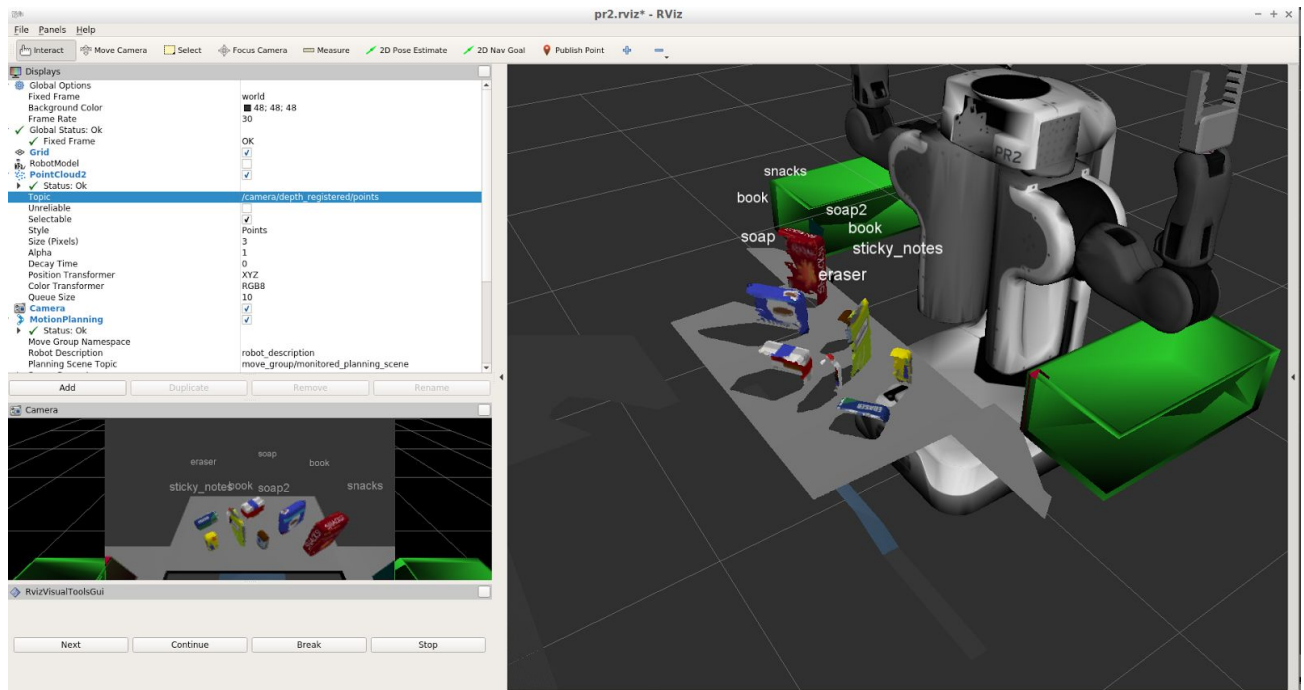 pr2.rviz* - RViz
File Panels Help
Interact Move Camera Select Focus Camera Measure 2D Pose Estimate 2D Nav Goal Publish Point
Displays
Global Options
Fixed Frame world
Background Color 48; 48; 48
Frame Rate 30
Global Status: Ok
Fixed Frame OK
Grid
RobotModel
PointCloud2
Status: Ok
Topic /camera/depth_registered/points
Unreliable
Selectable
Style Points
Size (Pixels) 3
Alpha 1
Decay Time 0
Position Transformer XYZ
Color Transformer RGB8
Queue Size 10
Camera
MotionPlanning
Status: Ok
Move Group Namespace
Robot Description robot_description
Planning Scene Topic move_group/monitored_planning_scene
Add Duplicate Remove Rename
Camera
soap
eraser book
sticky_notes book soap2 snacks
RvizVisualToolsGui
Next Continue Break Stop
PR2
snacks
book
soap2
soap book
sticky_notes
eraser
SNACKS
ERASER